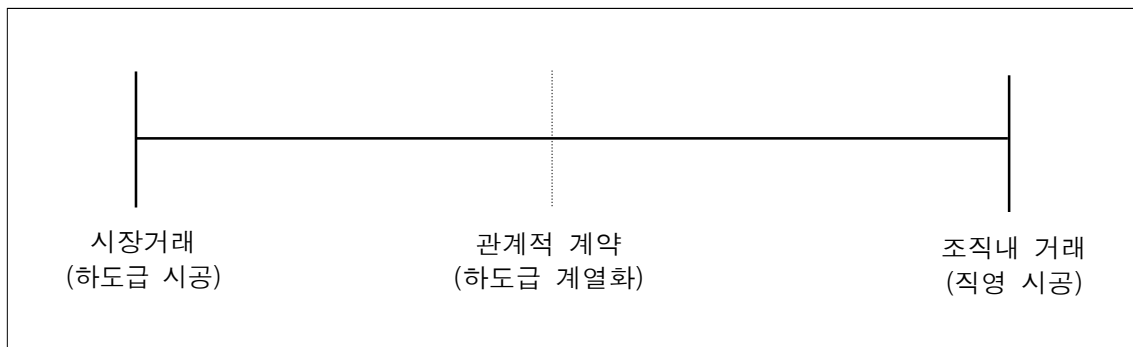 시장거래
(하도급 시공)
관계적 계약
(하도급 계열화)
조직내 거래
(직영 시공)